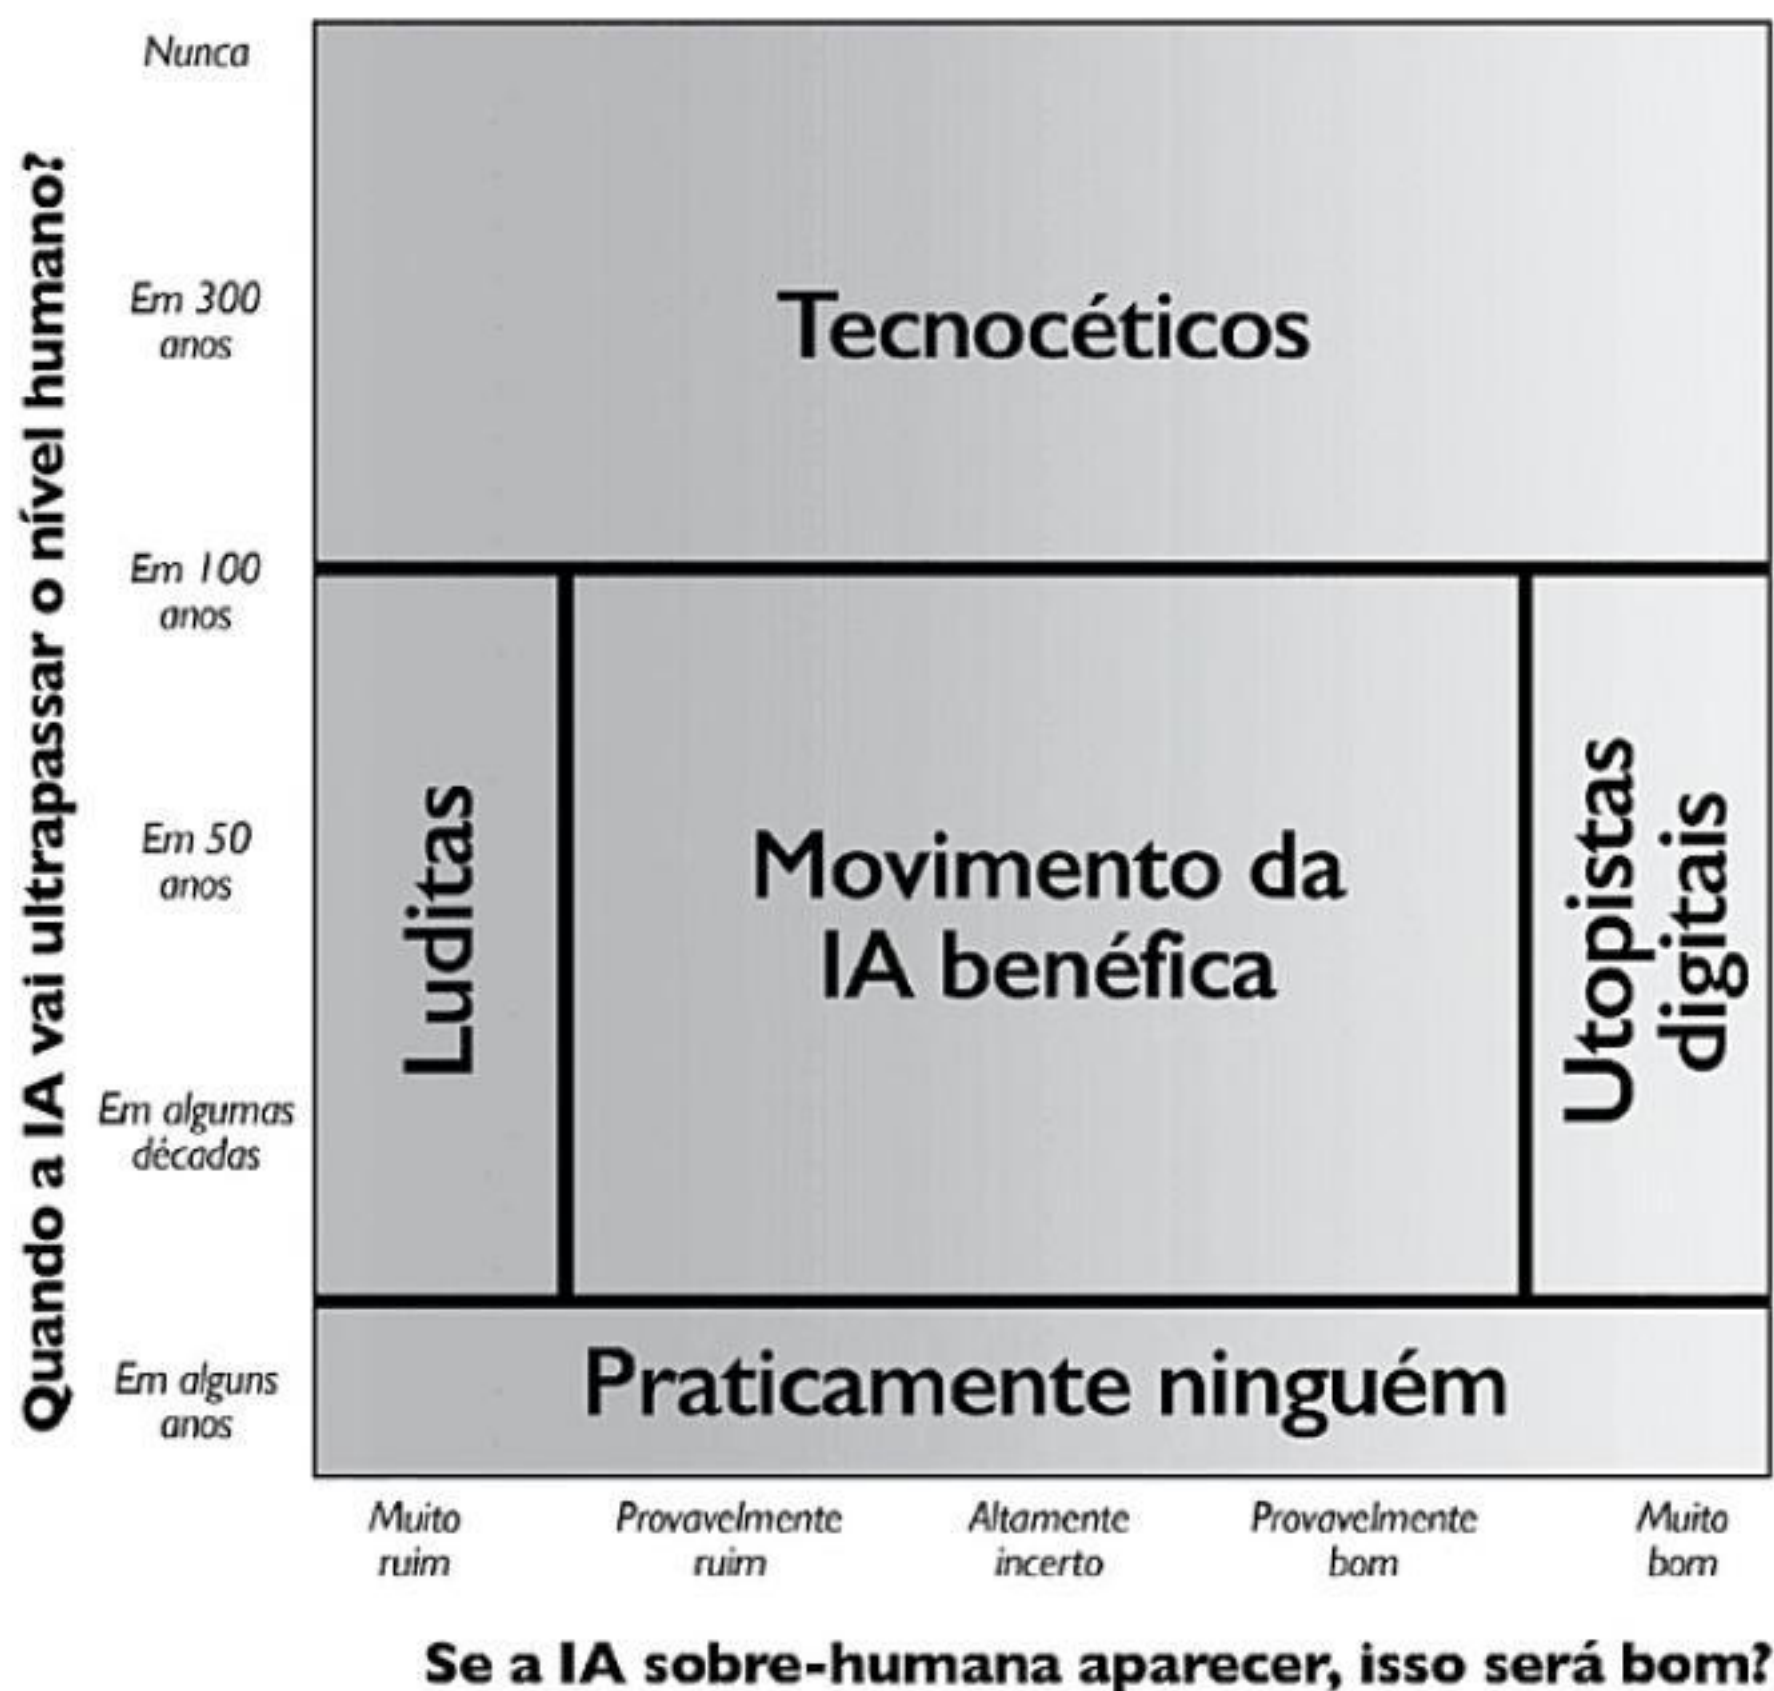 Quando a IA vai ultrapassar o nível humano?
Nunca
Em 300
anos
Em 100
anos
Em 50
anos
Em algumas
décadas
Em alguns
anos
Tecnocéticos
Luditas
Movimento da
IA benéfica
Utopistas
digitais
Praticamente ninguém
Muito
ruim
Provavelmente
ruim
Altamente
incerto
Provavelmente
bom
Muito
bom
Se a IA sobre-humana aparecer, isso será bom?